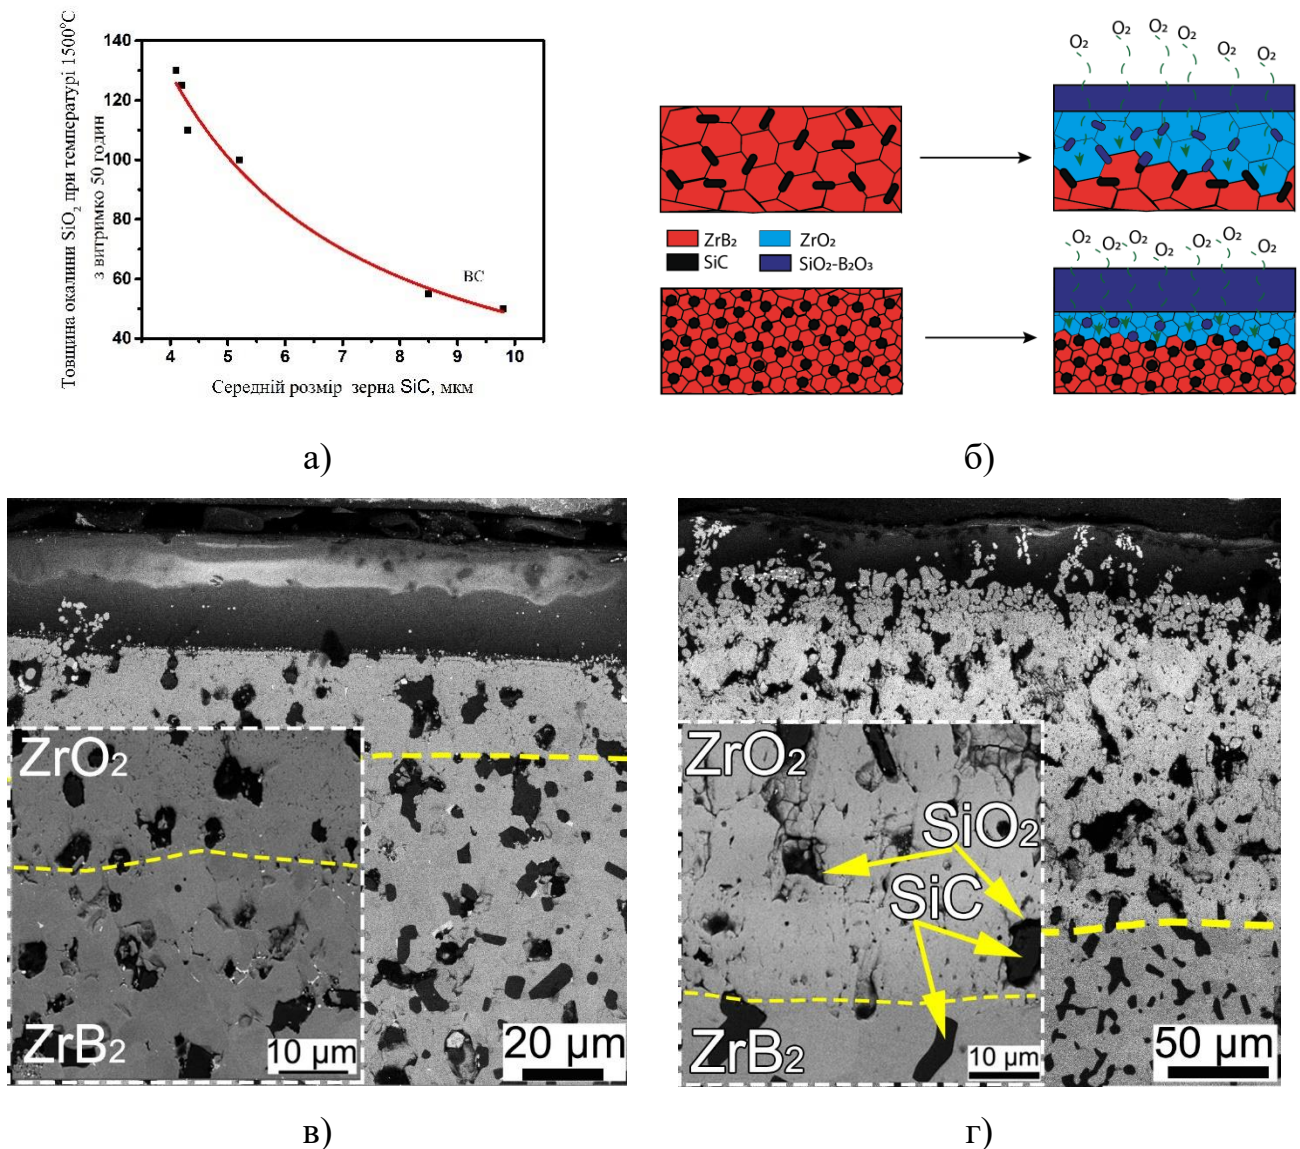 Товщина окалини SiO₂ при температурі 1500°С
з витримко 50 годин
140
120
100
80
60
40
4
5
6
7
8
9
10
ВС
Середній розмір зерна SiC, мкм
а)
O₂
O₂
O₂
O₂
O₂
O₂
ZrB₂
ZrO₂
SiC
SiO₂-B₂O₃
O₂
O₂
O₂
O₂
O₂
O₂
O₂
б)
ZrO₂
ZrB₂
10 µm
20 µm
в)
ZrO₂
SiO₂
SiC
ZrB₂
10 µm
50 µm
г)